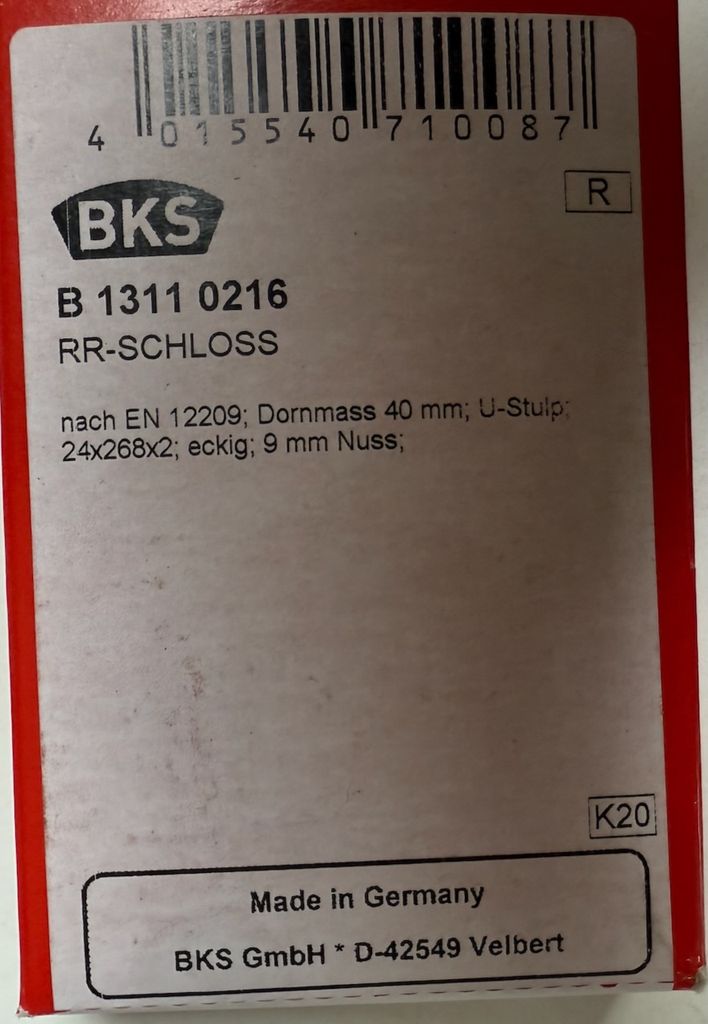 4 015540 710087
R
BKS
B 1311 0216
RR-SCHLOSS
nach EN 12209; Dornmass 40 mm; U-Stulp;
24x268x2; eckig; 9 mm Nuss;
K20
Made in Germany
BKS GmbH * D-42549 Velbert